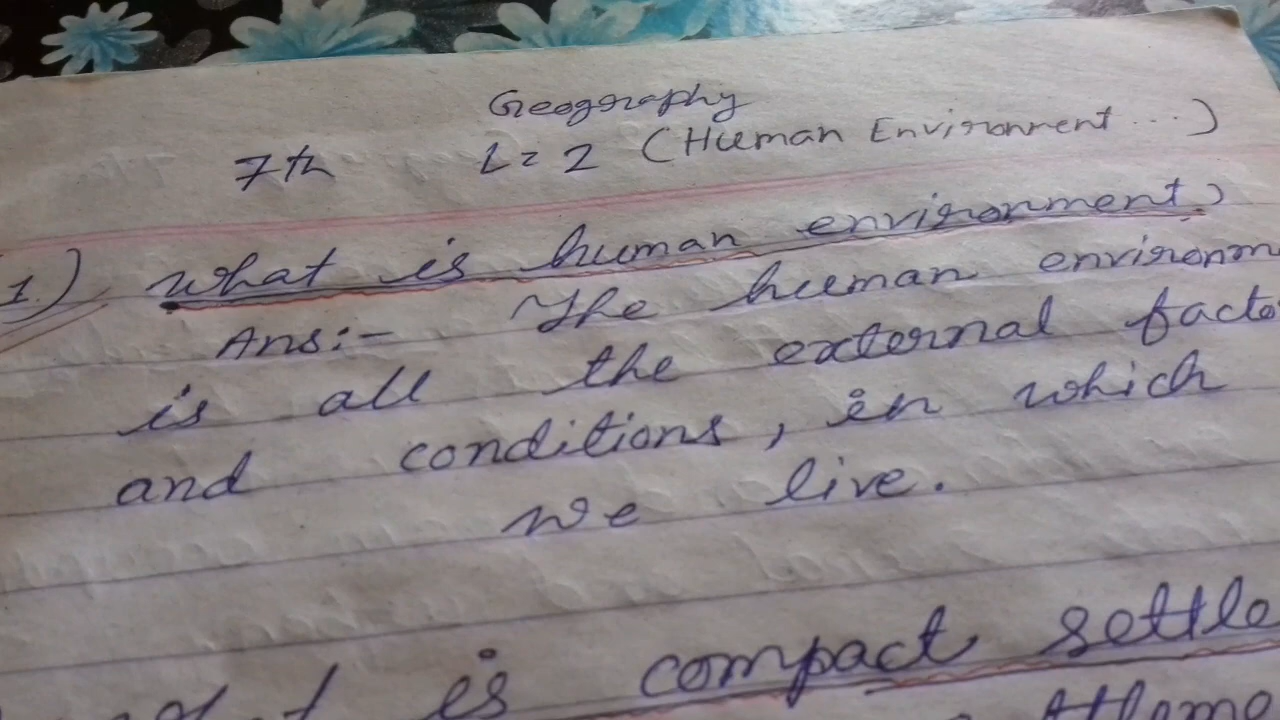 Geography
7th L=2 (Human Environment ...)
1.) What is human environment?
Ans:- The human environm
is all the external facto
and conditions, in which
we live.
is compact settle